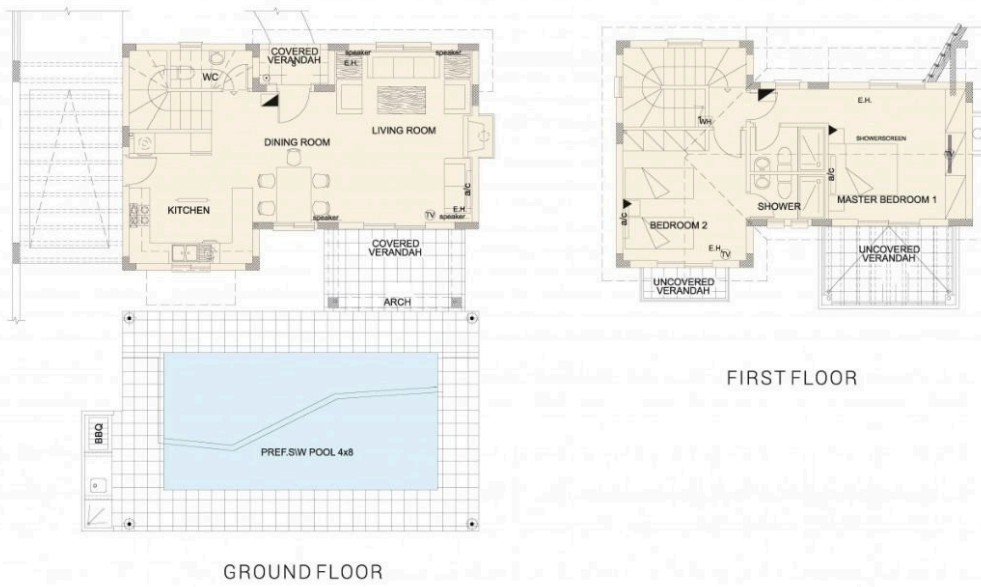 COVERED
VERANDAH
speaker
speaker
E.H.
WC
DINING ROOM
LIVING ROOM
KITCHEN
a/c
E.H.
speaker
TV
speaker
COVERED
VERANDAH
ARCH
BBQ
PREF.S\W POOL 4x8
GROUND FLOOR
WH
E.H.
SHOWERSCREEN
TV
a/c
SHOWER
MASTER BEDROOM 1
a/c
BEDROOM 2
E.H.
TV
UNCOVERED
VERANDAH
UNCOVERED
VERANDAH
FIRST FLOOR